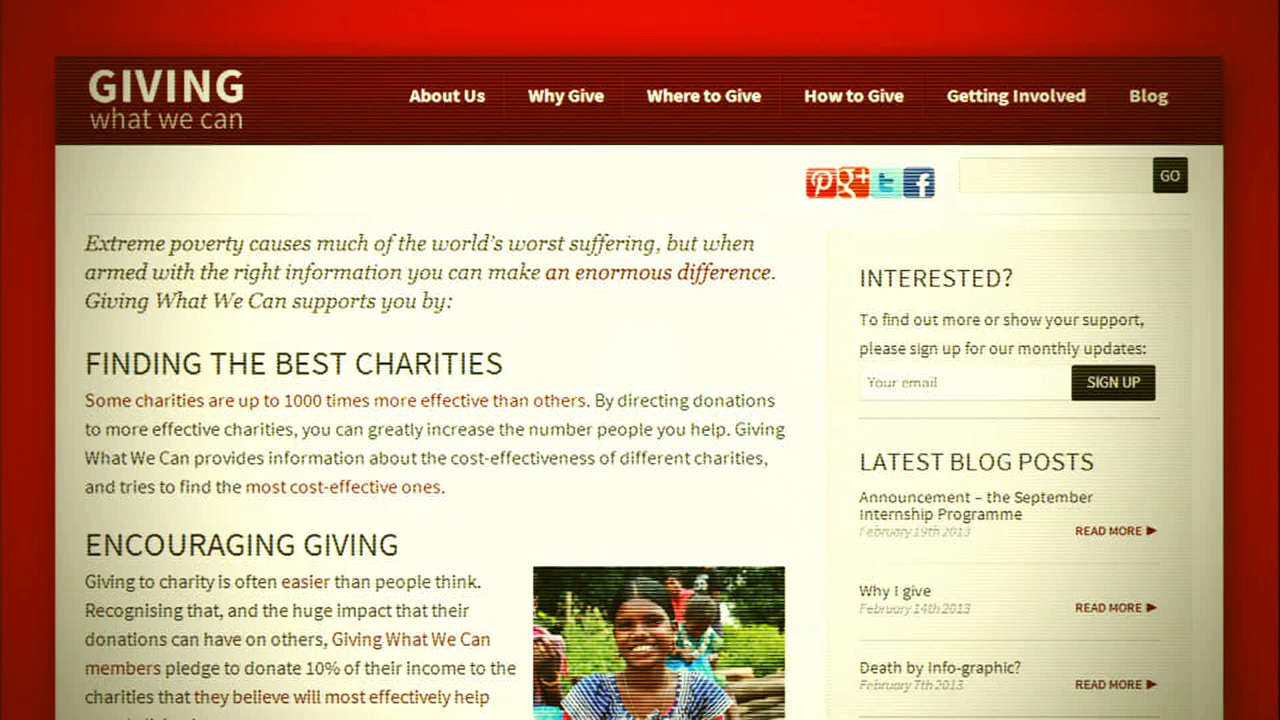 GIVING
what we can
About Us
Why Give
Where to Give
How to Give
Getting Involved
Blog
GO
Extreme poverty causes much of the world's worst suffering, but when
armed with the right information you can make an enormous difference.
Giving What We Can supports you by:
FINDING THE BEST CHARITIES
Some charities are up to 1000 times more effective than others. By directing donations
to more effective charities, you can greatly increase the number people you help. Giving
What We Can provides information about the cost-effectiveness of different charities,
and tries to find the most cost-effective ones.
ENCOURAGING GIVING
Giving to charity is often easier than people think.
Recognising that, and the huge impact that their
donations can have on others, Giving What We Can
members pledge to donate 10% of their income to the
charities that they believe will most effectively help
INTERESTED?
To find out more or show your support,
please sign up for our monthly updates:
Your email
SIGN UP
LATEST BLOG POSTS
Announcement – the September
Internship Programme
February 19th 2013
READ MORE
Why I give
February 14th 2013
READ MORE
Death by Info-graphic?
February 7th 2013
READ MORE